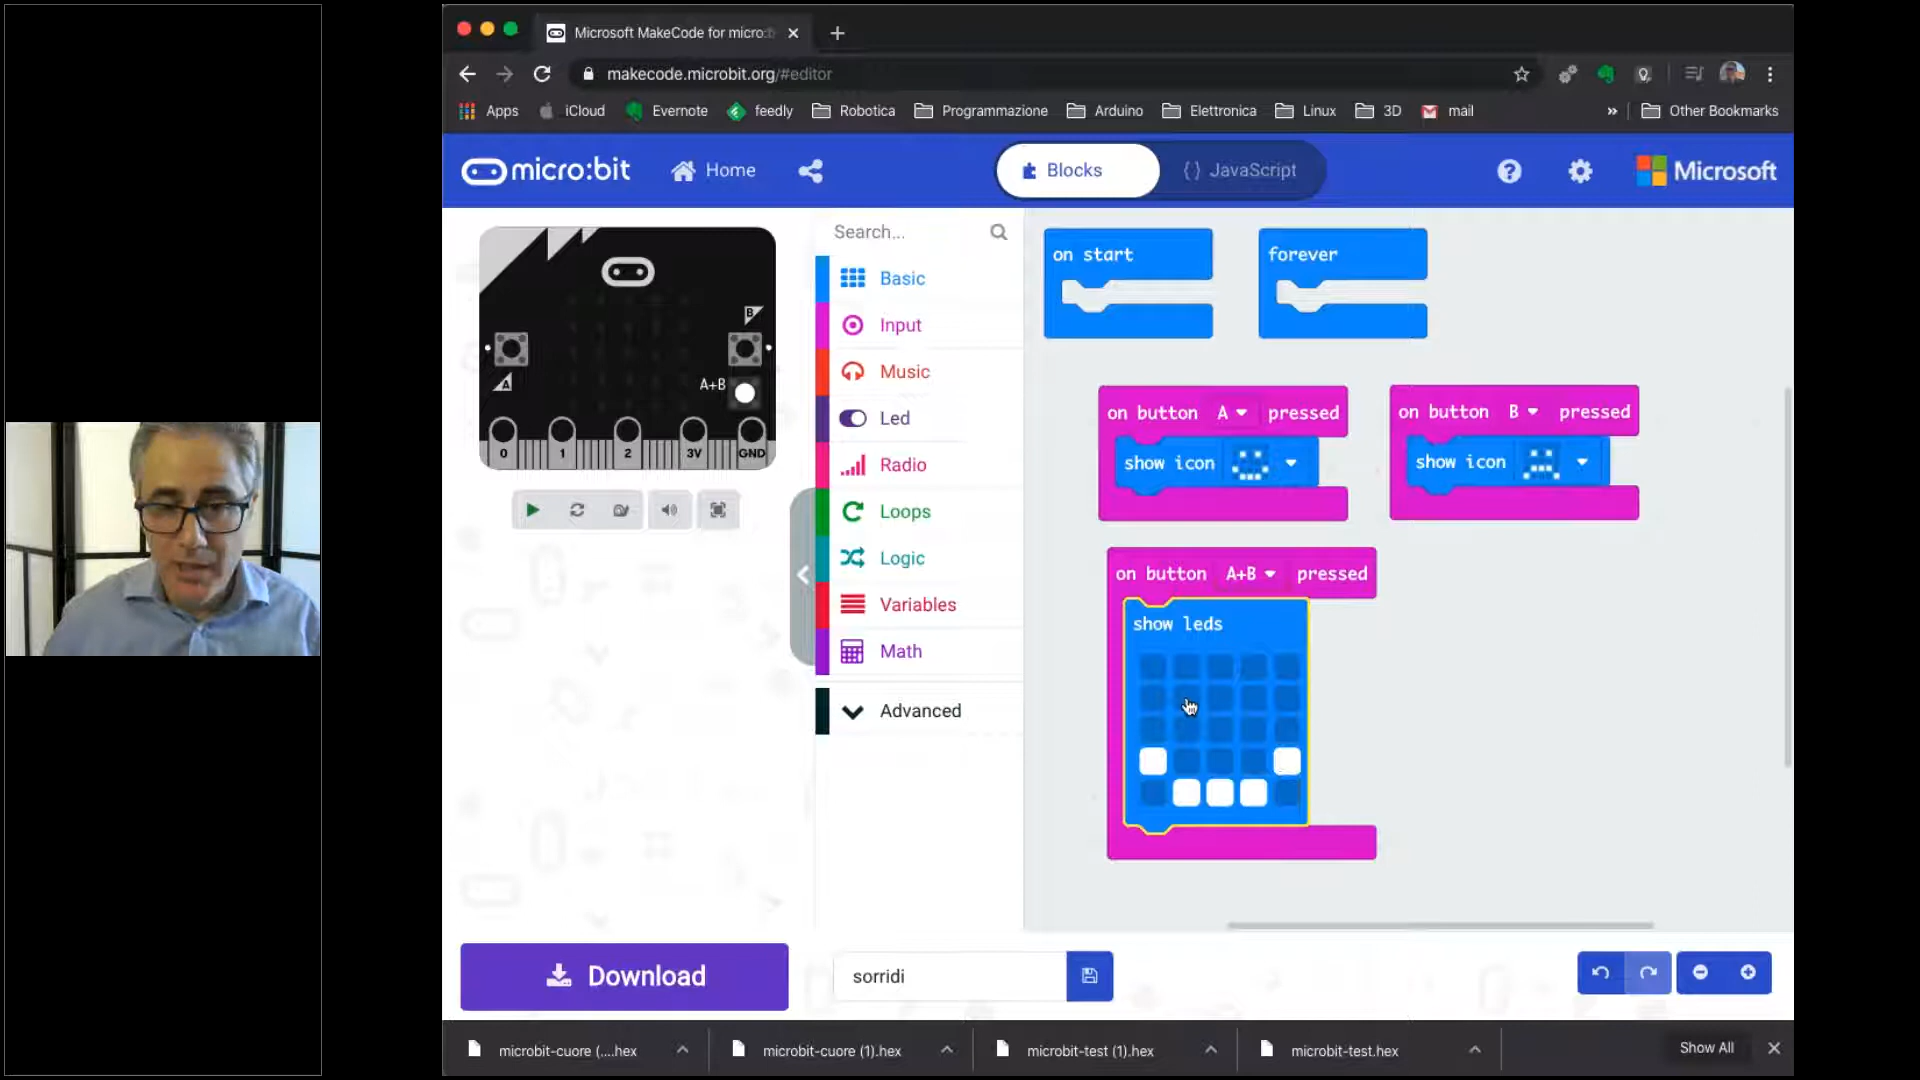 Microsoft MakeCode for micro:b
makecode.microbit.org/#editor
Apps iCloud Evernote feedly Robotica Programmazione Arduino Elettronica Linux 3D mail » Other Bookmarks
micro:bit Home Blocks {} JavaScript ? Microsoft
Search...
Basic
Input
Music
Led
Radio
Loops
Logic
Variables
Math
Advanced
B
A
A+B
0 1 2 3V GND
on start
forever
on button A pressed
show icon
on button B pressed
show icon
on button A+B pressed
show leds
Download
sorridi
microbit-cuore (....hex
microbit-cuore (1).hex
microbit-test (1).hex
microbit-test.hex
Show All